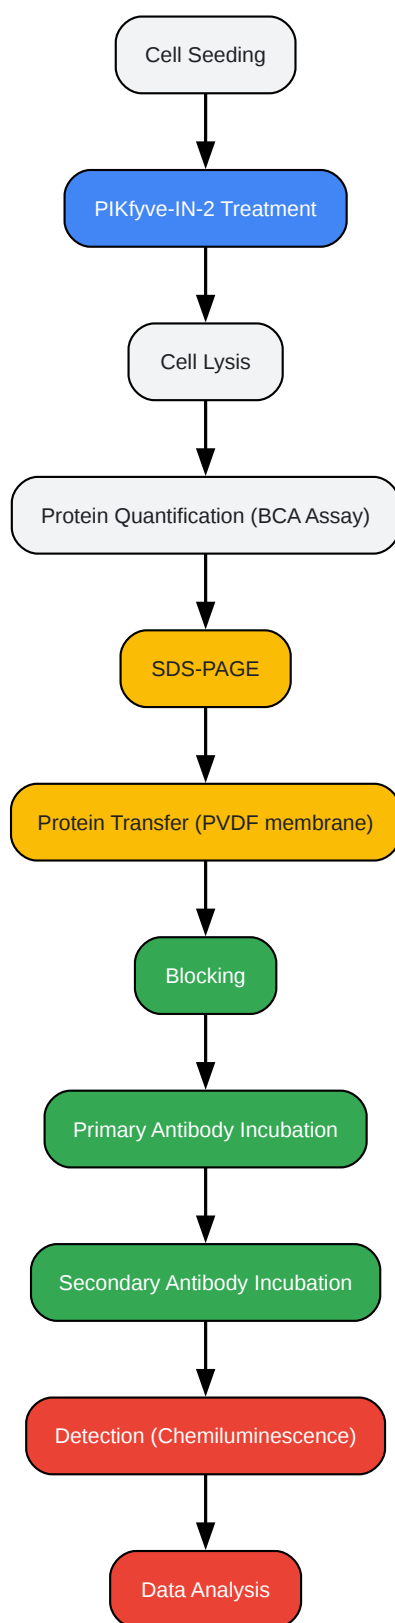 Cell Seeding
PIKfyve-IN-2 Treatment
Cell Lysis
Protein Quantification (BCA Assay)
SDS-PAGE
Protein Transfer (PVDF membrane)
Blocking
Primary Antibody Incubation
Secondary Antibody Incubation
Detection (Chemiluminescence)
Data Analysis